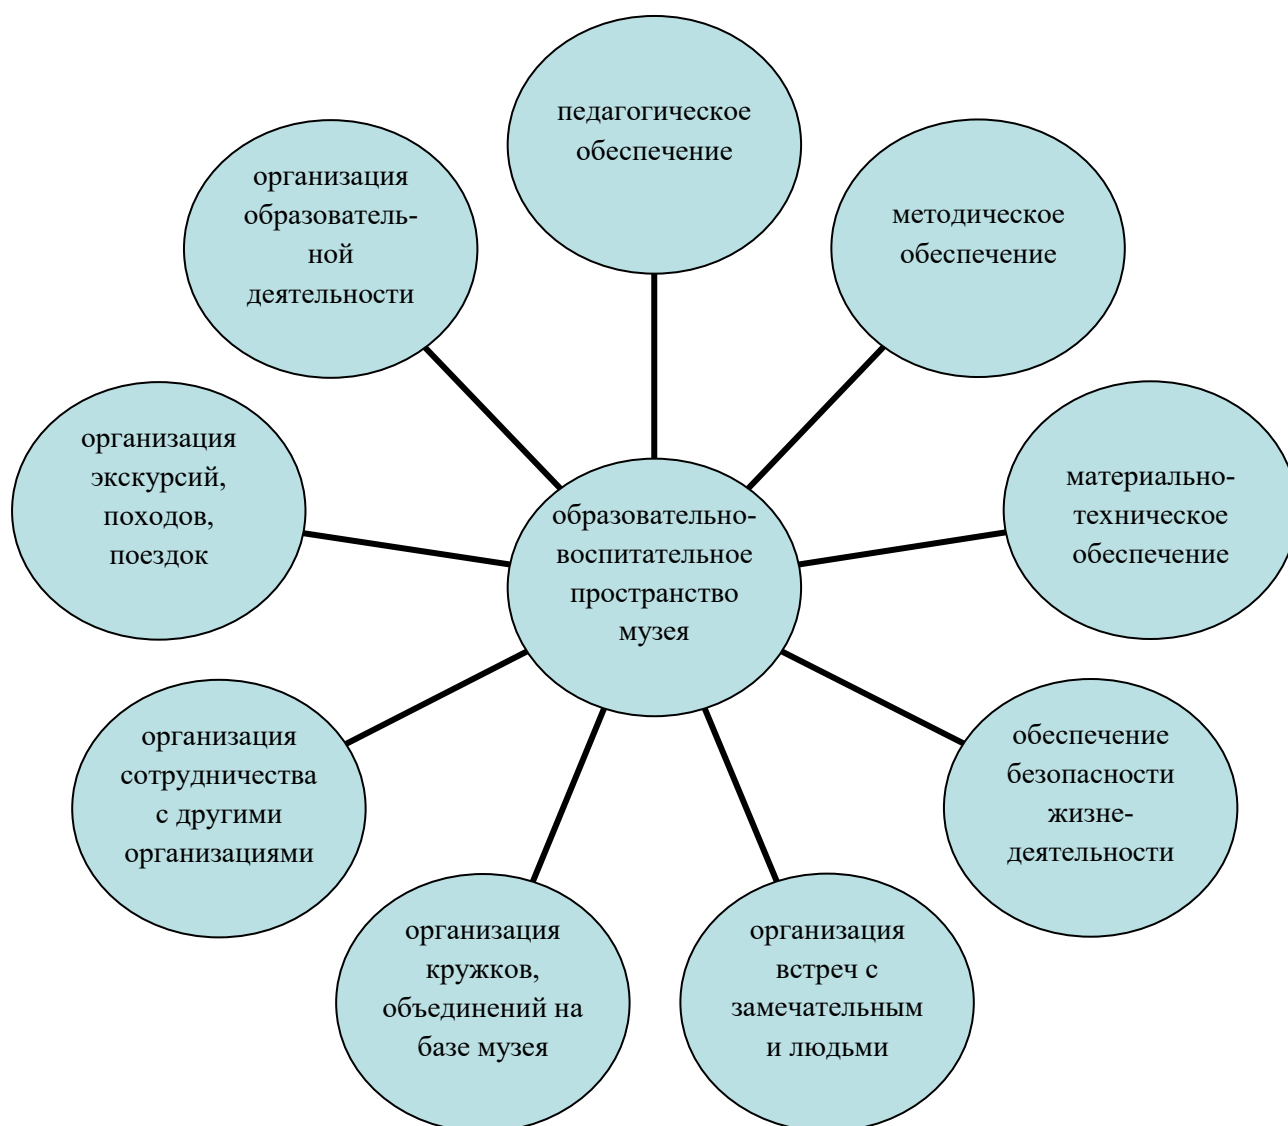 педагогическое
обеспечение
методическое
обеспечение
материально-
техническое
обеспечение
обеспечение
безопасности
жизне-
деятельности
организация
встреч с
замечательным
и людьми
организация
кружков,
объединений на
базе музея
организация
сотрудничества
с другими
организациями
организация
экскурсий,
походов,
поездок
организация
образователь-
ной
деятельности
образовательно-
воспитательное
пространство
музея